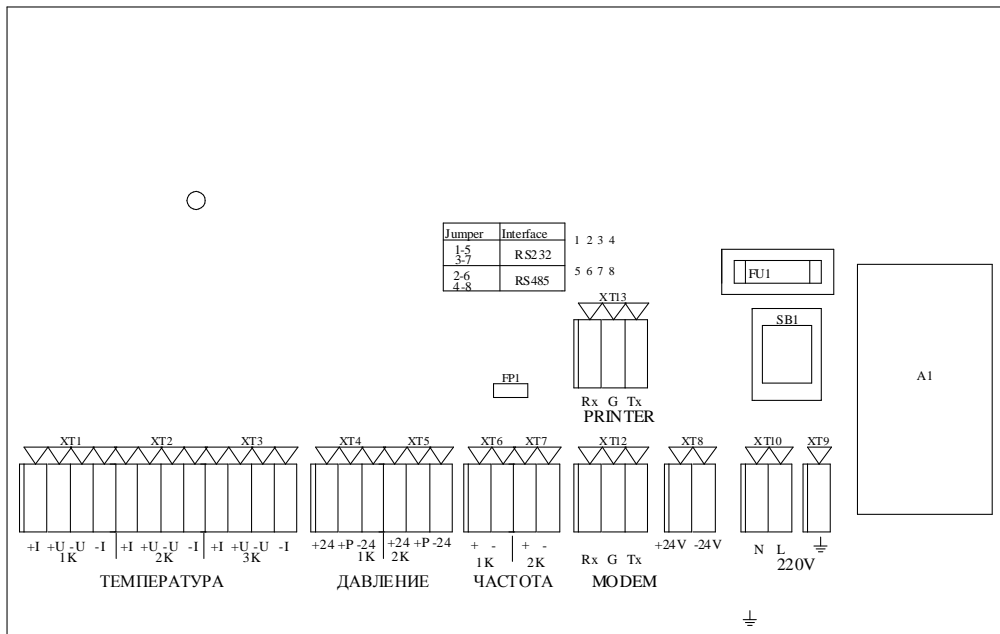 Jumper Interface
1-5
3-7
RS232
2-6
4-8
RS485
1 2 3 4
5 6 7 8
FU1
XT13
SB1
A1
FP1
Rx G Tx
PRINTER
XT1 XT2 XT3 XT4 XT5 XT6 XT7 XT12 XT8 XT10 XT9
+I +U -U -I +I +U -U -I +I +U -U -I
1K 2K 3K
ТЕМПЕРАТУРА
+24 +P -24 +24 +P -24
1K 2K
ДАВЛЕНИЕ
+ - + -
1K 2K
ЧАСТОТА
Rx G Tx
MODEM
+24V -24V
N L
220V